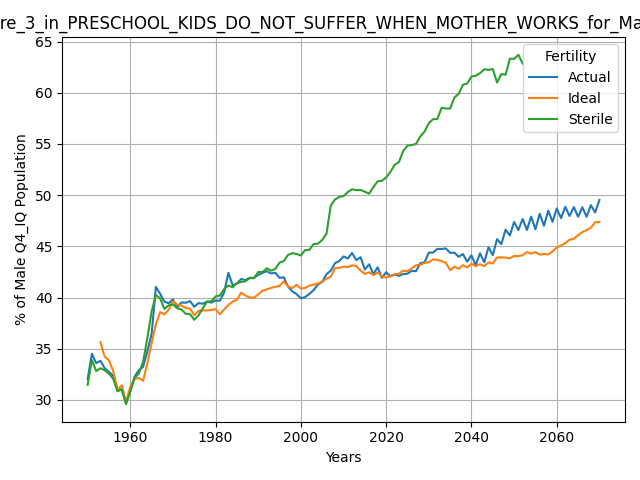 re_3_in_PRESCHOOL_KIDS_DO_NOT_SUFFER_WHEN_MOTHER_WORKS_for_Ma
65
60
55
50
45
40
35
30
% of Male Q4_IQ Population
Fertility
Actual
Ideal
Sterile
1960
1980
2000
2020
2040
2060
Years